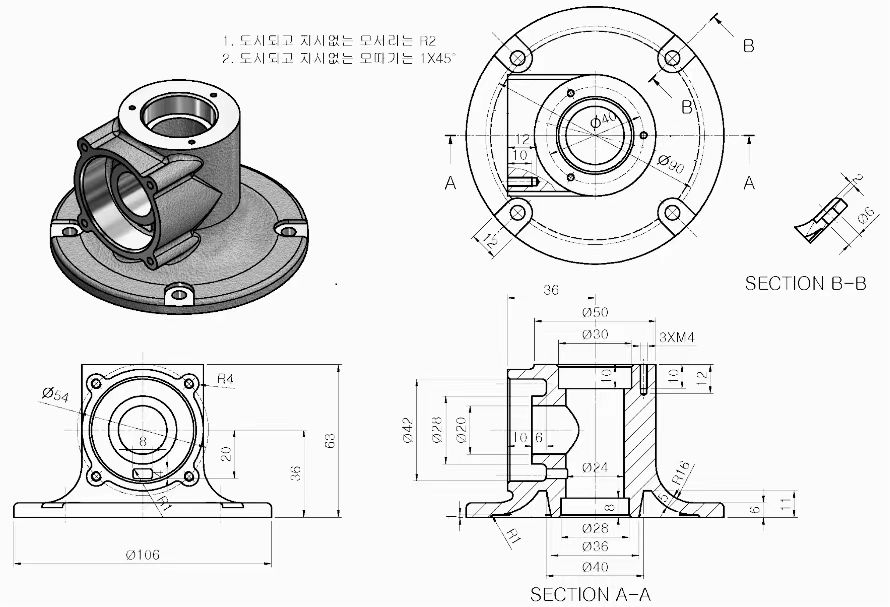 1. 도시되고 지시없는 모서리는 R2
2. 도시되고 지시없는 모따기는 1X45°
B
B
Ø40
12
10
Ø90
A
A
12
2
Ø6
SECTION B-B
36
Ø50
Ø30
3XM4
10
10
12
Ø42
Ø28
Ø20
10
6
Ø24
R16
5
11
6
8
R1
Ø28
Ø36
Ø40
SECTION A-A
R4
Ø54
8
20
36
63
4
R1
Ø106